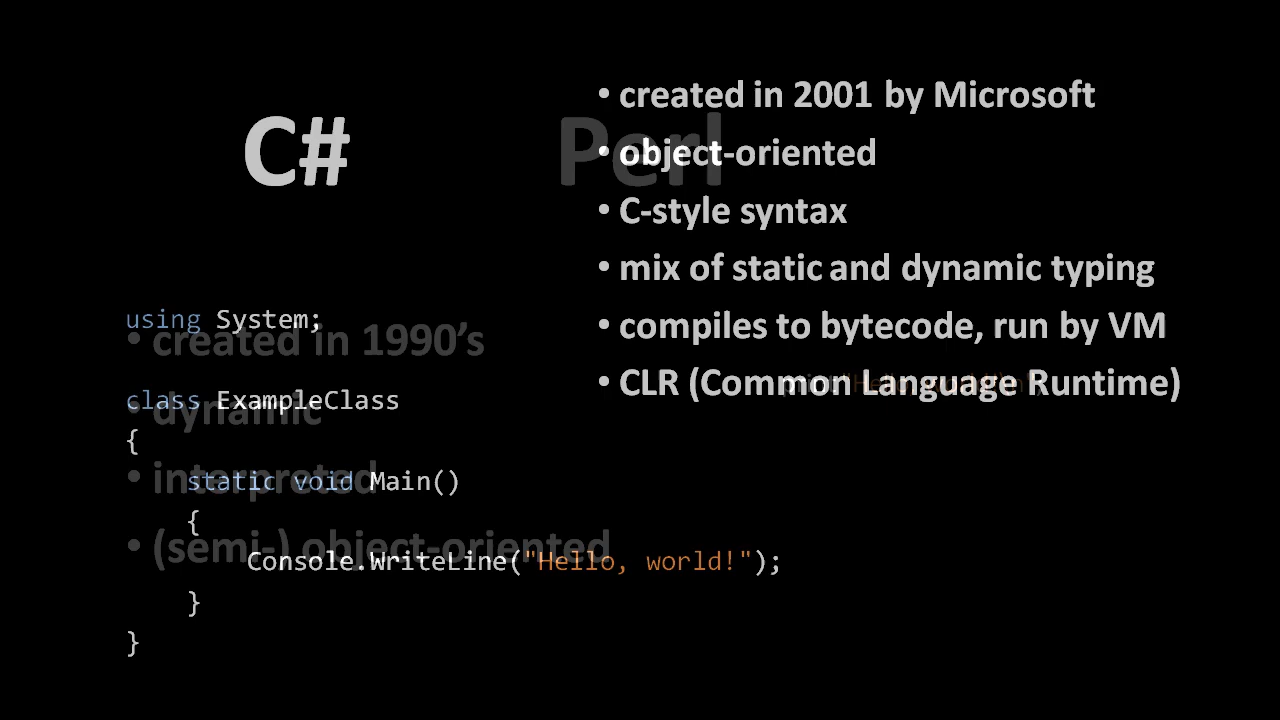 C#
• created in 2001 by Microsoft
• object-oriented
• C-style syntax
• mix of static and dynamic typing
• compiles to bytecode, run by VM
• CLR (Common Language Runtime)
using System;
class ExampleClass
{
static void Main()
{
Console.WriteLine("Hello, world!");
}
}
Perl
• created in 1990's
• dynamic
• interpreted
• (semi-) object-oriented